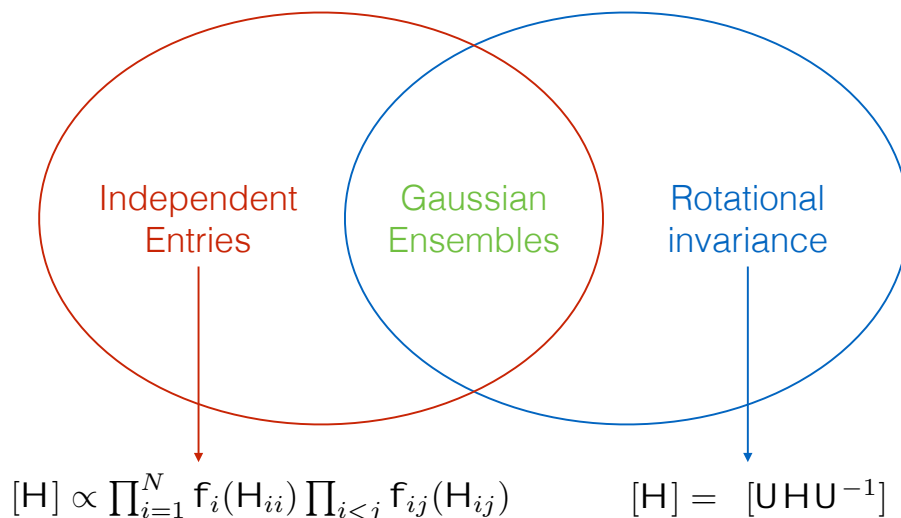 Independent
Entries
Gaussian
Ensembles
Rotational
invariance
[H] ∝ ∏_{i=1}^{N} f_i(H_{ii}) ∏_{i<j} f_{ij}(H_{ij})
[H] = [UHU^{−1}]